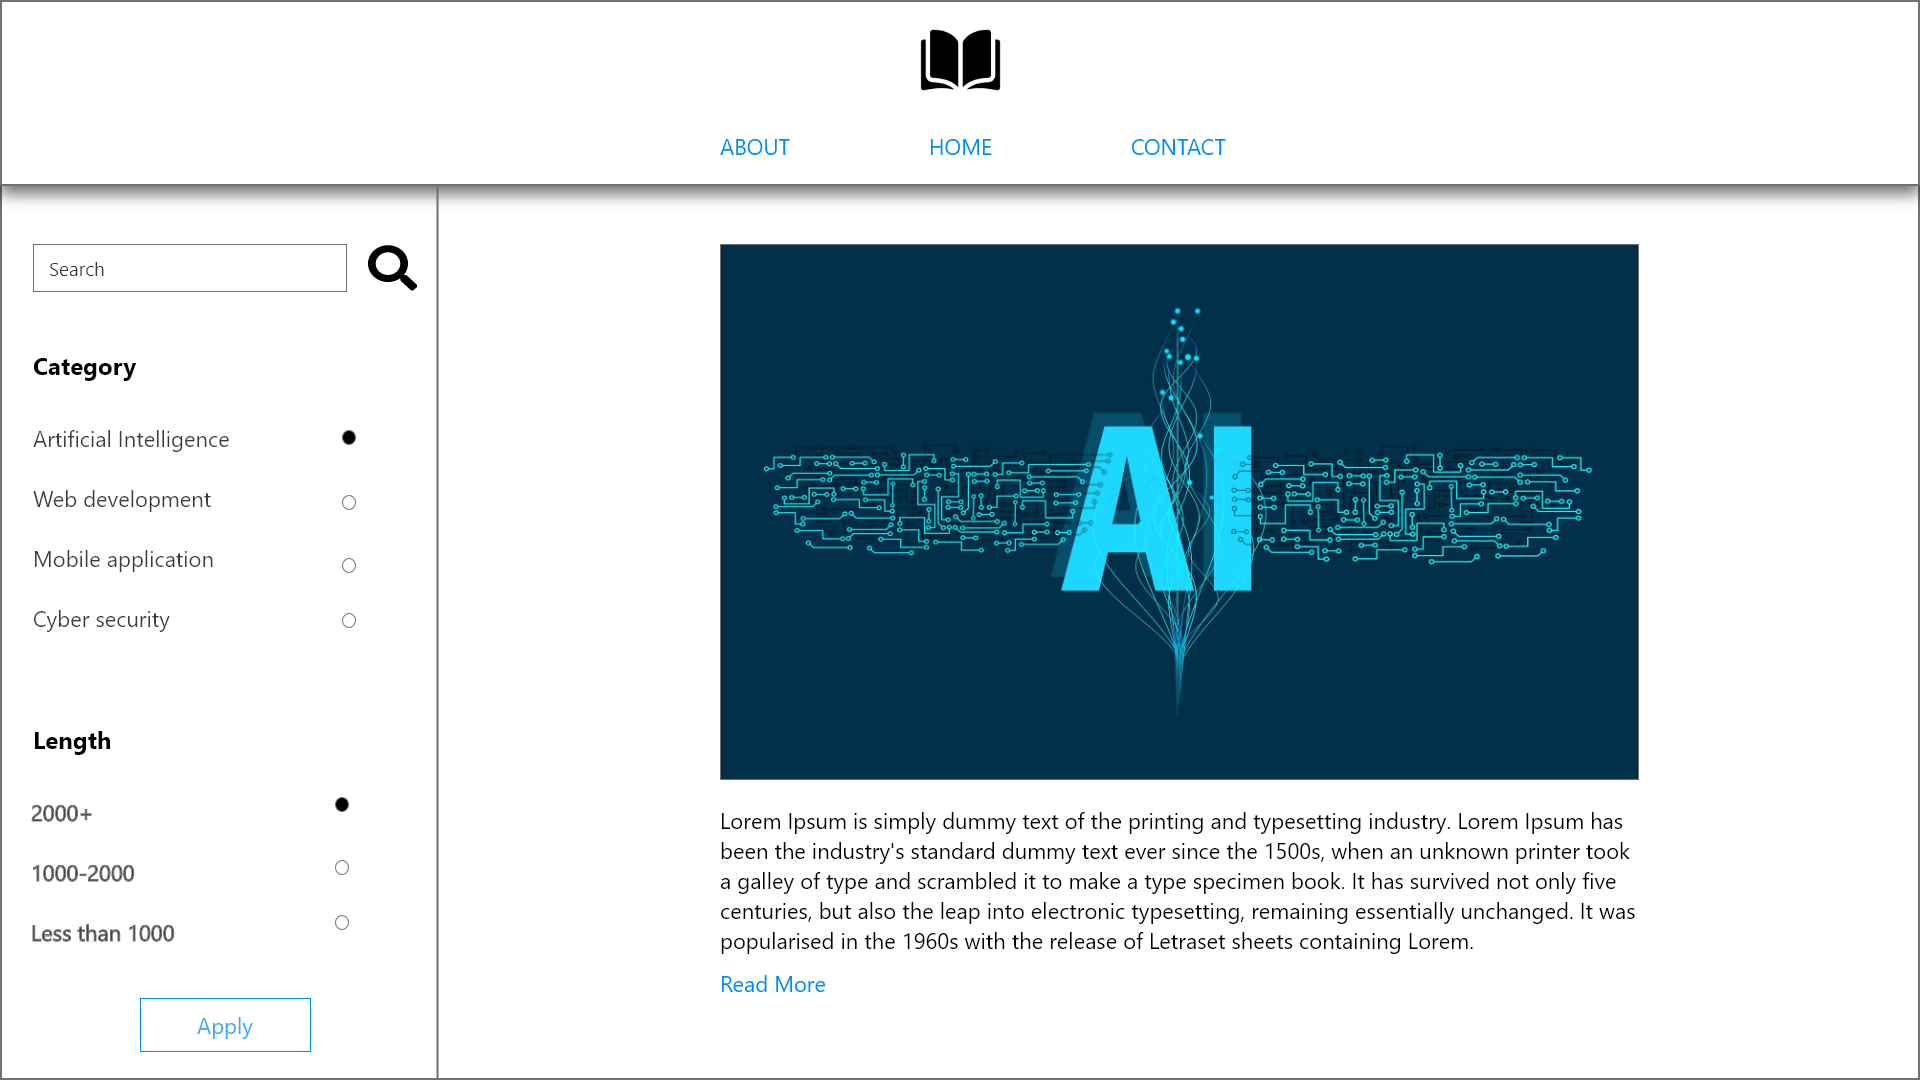 ABOUT
HOME
CONTACT
Search
Category
Artificial Intelligence
Web development
Mobile application
Cyber security
Length
2000+
1000-2000
Less than 1000
Apply
AI
Lorem Ipsum is simply dummy text of the printing and typesetting industry. Lorem Ipsum has
been the industry's standard dummy text ever since the 1500s, when an unknown printer took
a galley of type and scrambled it to make a type specimen book. It has survived not only five
centuries, but also the leap into electronic typesetting, remaining essentially unchanged. It was
popularised in the 1960s with the release of Letraset sheets containing Lorem.
Read More